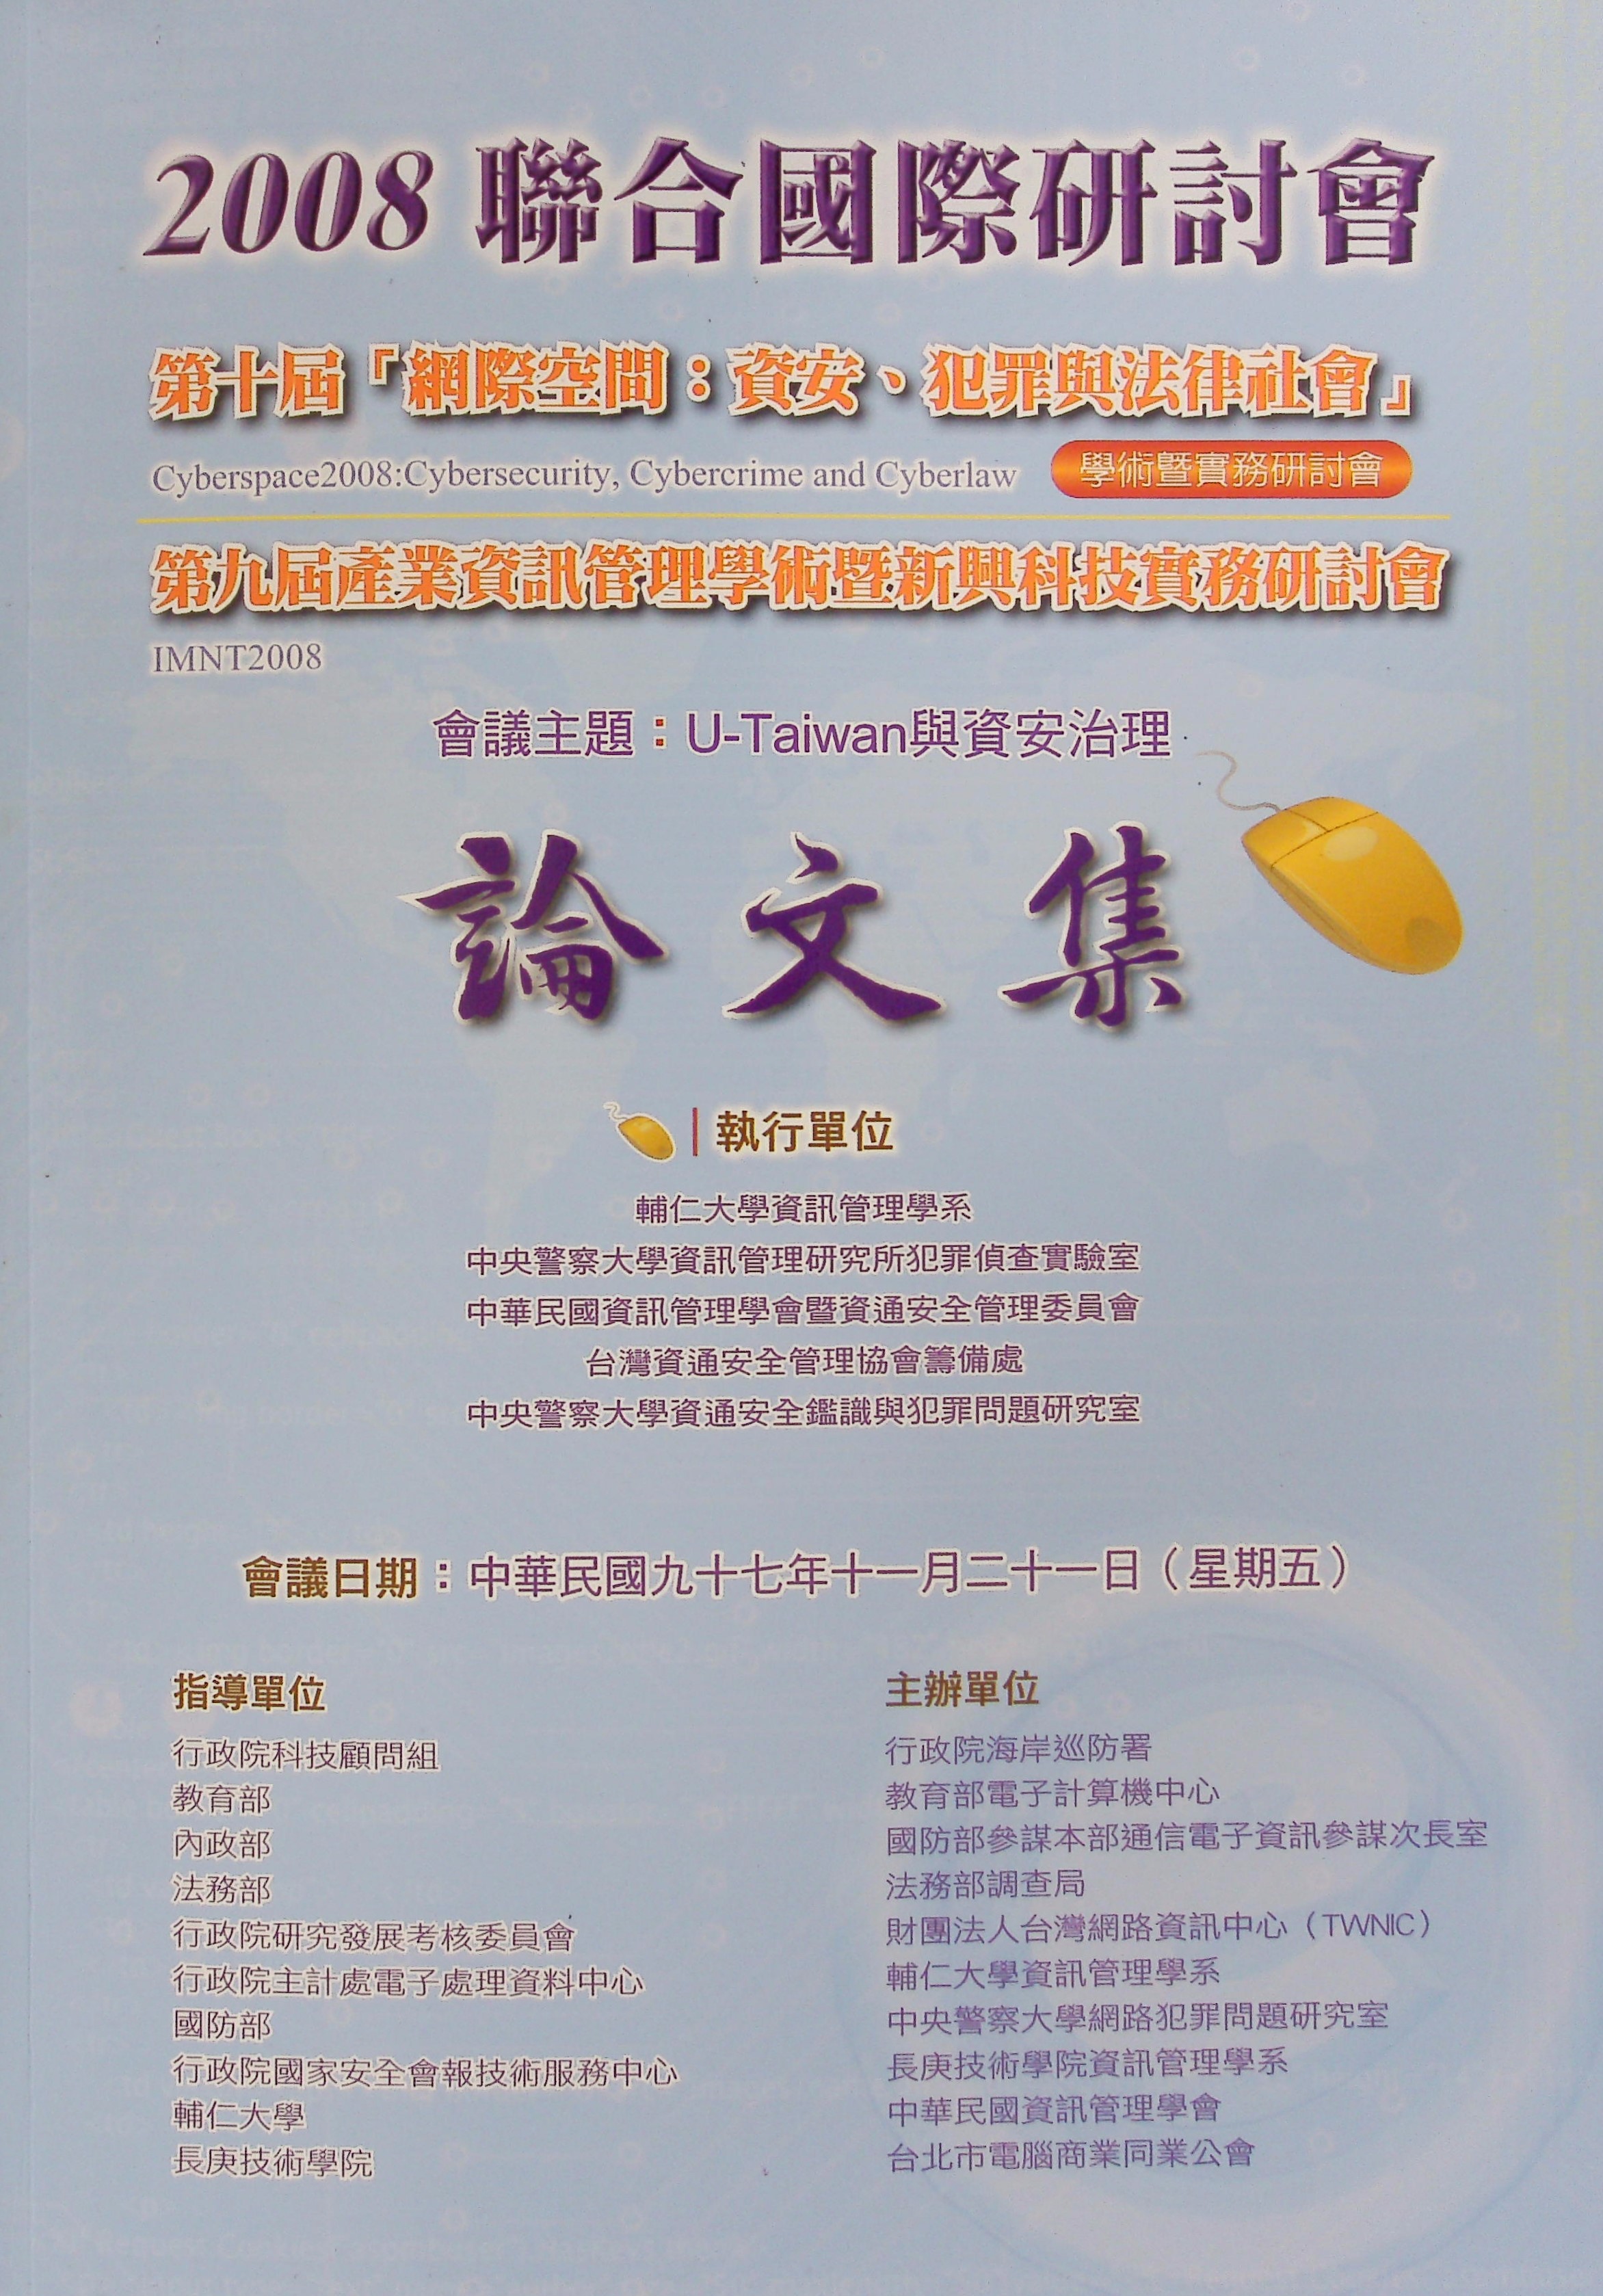 2008 聯合國際研討會
第十屆「網際空間：資安、犯罪與法律社會」
Cyberspace2008:Cybersecurity, Cybercrime and Cyberlaw 學術暨實務研討會
第九屆產業資訊管理學術暨新興科技實務研討會
IMNT2008
會議主題：U-Taiwan與資安治理
論文集
執行單位
輔仁大學資訊管理學系
中央警察大學資訊管理研究所犯罪偵查實驗室
中華民國資訊管理學會暨資通安全管理委員會
台灣資通安全管理協會籌備處
中央警察大學資通安全鑑識與犯罪問題研究室
會議日期：中華民國九十七年十一月二十一日（星期五）
指導單位
行政院科技顧問組
教育部
內政部
法務部
行政院研究發展考核委員會
行政院主計處電子處理資料中心
國防部
行政院國家安全會報技術服務中心
輔仁大學
長庚技術學院
主辦單位
行政院海岸巡防署
教育部電子計算機中心
國防部參謀本部通信電子資訊參謀次長室
法務部調查局
財團法人台灣網路資訊中心（TWNIC）
輔仁大學資訊管理學系
中央警察大學網路犯罪問題研究室
長庚技術學院資訊管理學系
中華民國資訊管理學會
台北市電腦商業同業公會